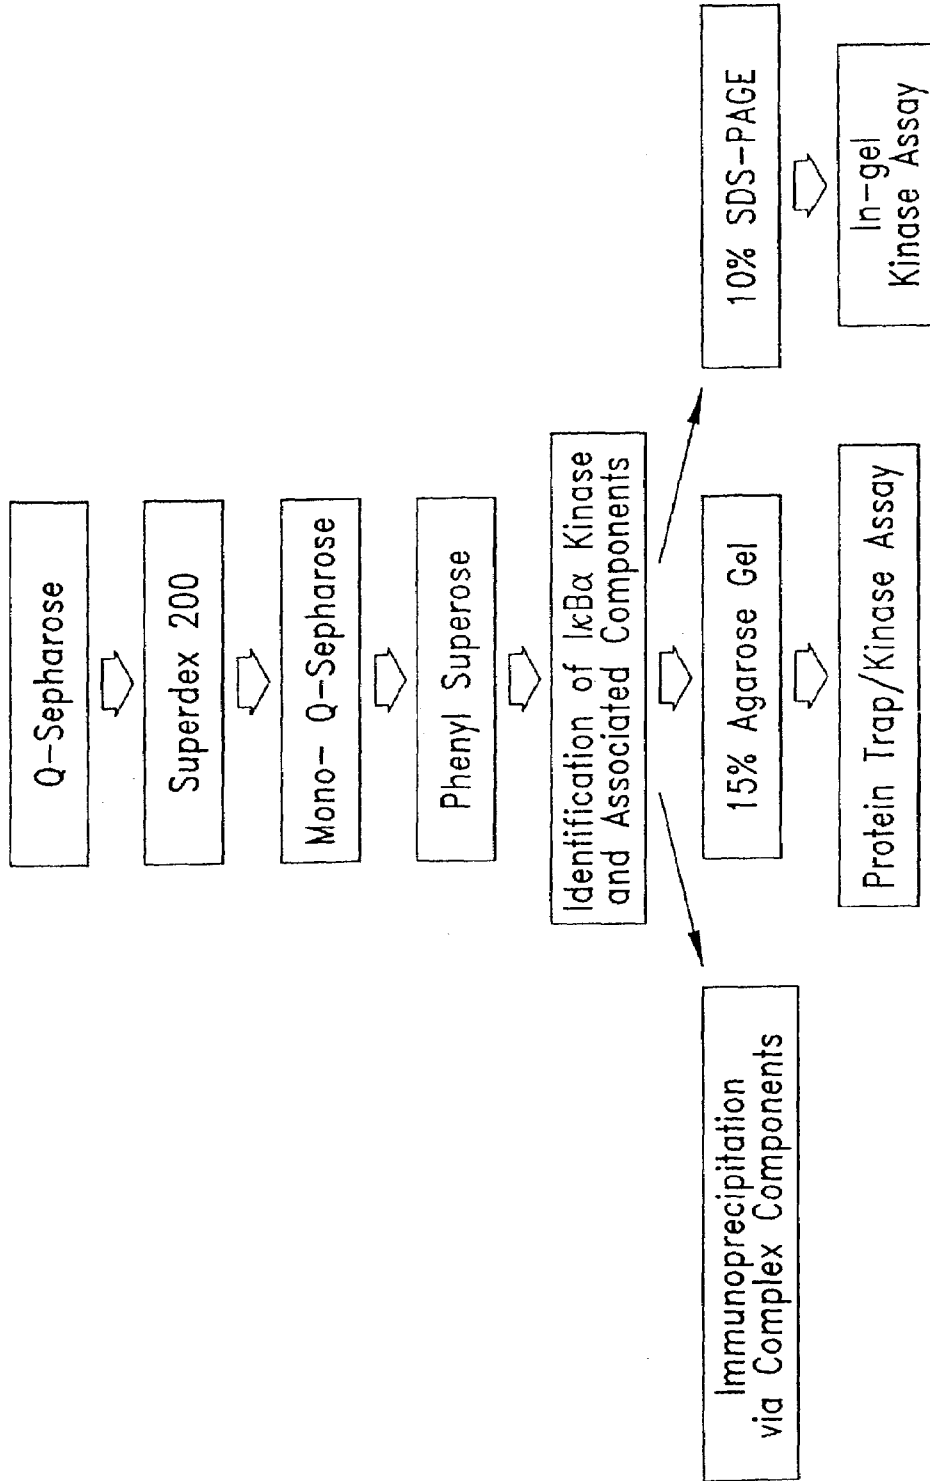 Q-Sepharose
Superdex 200
Mono- Q-Sepharose
Phenyl Superose
Identification of IκBα Kinase
and Associated Components
Immunoprecipitation
via Complex Components
15% Agarose Gel
Protein Trap/Kinase Assay
10% SDS-PAGE
In-gel
Kinase Assay